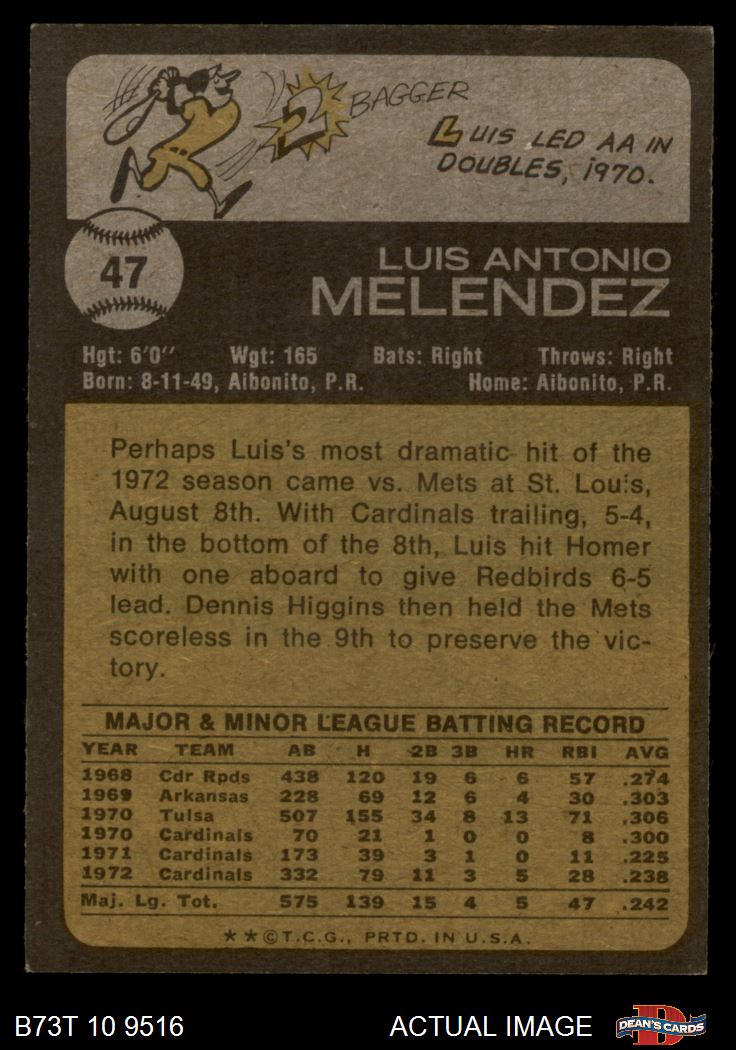 2 BAGGER
LUIS LED AA IN
DOUBLES, 1970.
47
LUIS ANTONIO
MELENDEZ
Hgt: 6'0" Wgt: 165 Bats: Right Throws: Right
Born: 8-11-49, Aibonito, P.R. Home: Aibonito, P.R.
Perhaps Luis's most dramatic hit of the
1972 season came vs. Mets at St. Louis,
August 8th. With Cardinals trailing, 5-4,
in the bottom of the 8th, Luis hit Homer
with one aboard to give Redbirds 6-5
lead. Dennis Higgins then held the Mets
scoreless in the 9th to preserve the vic-
tory.
MAJOR & MINOR LEAGUE BATTING RECORD
YEAR TEAM AB H 2B 3B HR RBI AVG
1968 Cdr Rpds 438 120 19 6 6 57 .274
1969 Arkansas 228 69 12 6 4 30 .303
1970 Tulsa 507 155 34 8 13 71 .306
1970 Cardinals 70 21 1 0 0 8 .300
1971 Cardinals 173 39 3 1 0 11 .225
1972 Cardinals 332 79 11 3 5 28 .238
Maj. Lg. Tot. 575 139 15 4 5 47 .242
**©T.C.G., PRTD. IN U.S.A.
B73T 10 9516 ACTUAL IMAGE D DEAN'S CARDS